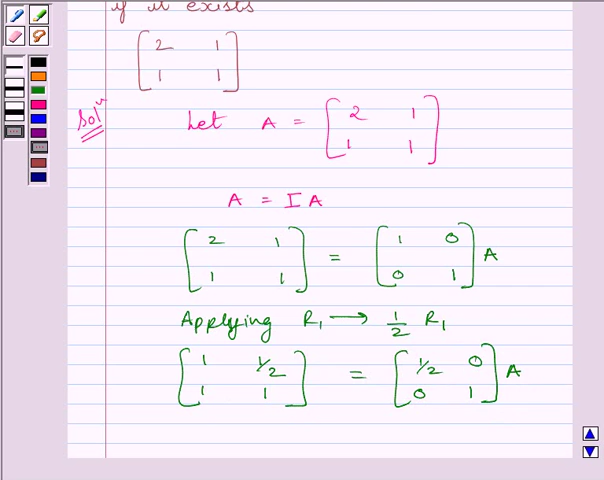 if it exists
[2 1
1 1]
Solⁿ Let A = [2 1
1 1]
A = IA
[2 1
1 1] = [1 0
0 1] A
Applying R₁ → 1/2 R₁
[1 1/2
1 1] = [1/2 0
0 1] A